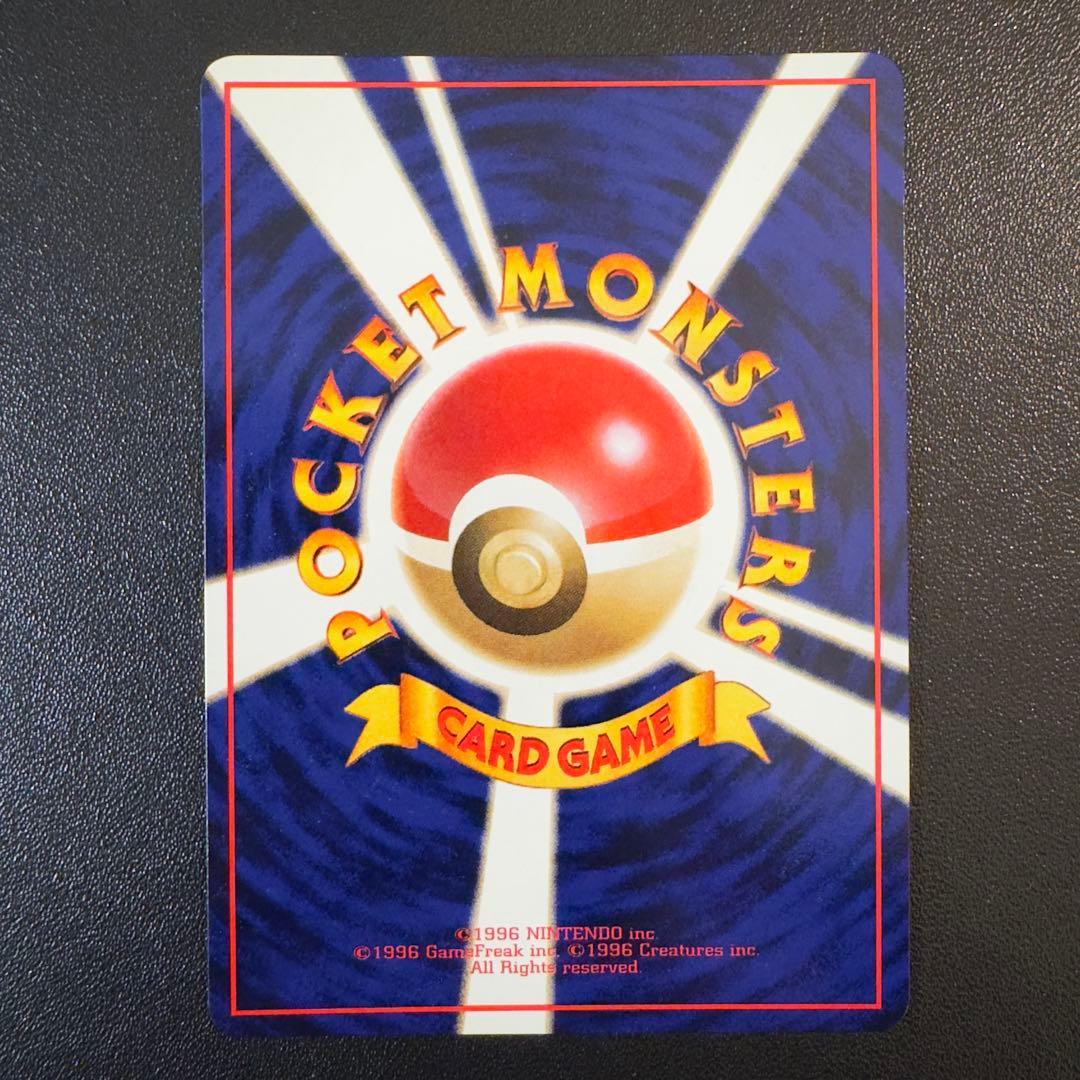 POCKET MONSTERS
CARD GAME
©1996 NINTENDO inc.
©1996 GameFreak inc. ©1996 Creatures inc.
All Rights reserved.